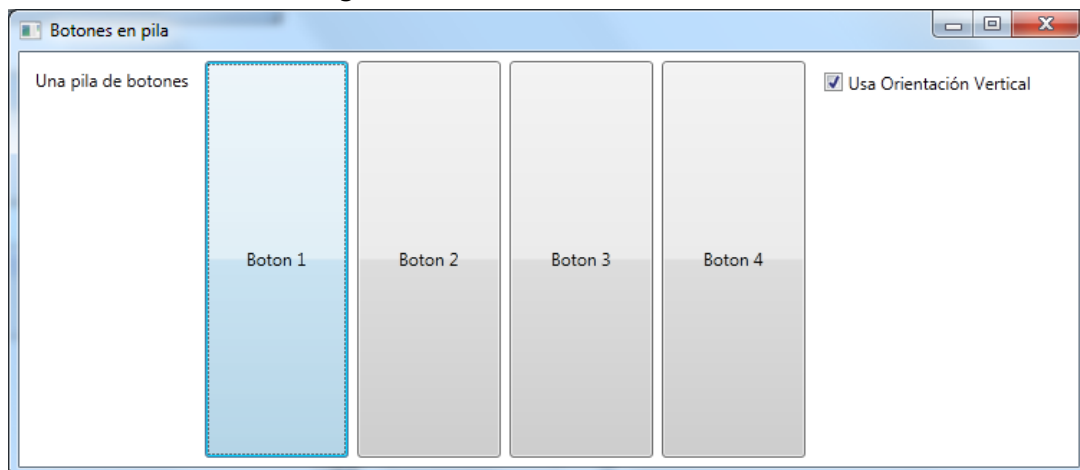 Botones en pila
Una pila de botones
Boton 1
Boton 2
Boton 3
Boton 4
Usa Orientación Vertical